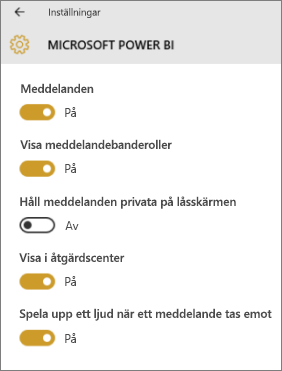 Inställningar
MICROSOFT POWER BI
Meddelanden
På
Visa meddelandebanderoller
På
Håll meddelanden privata på låsskärmen
Av
Visa i åtgärdscenter
På
Spela upp ett ljud när ett meddelande tas emot
På